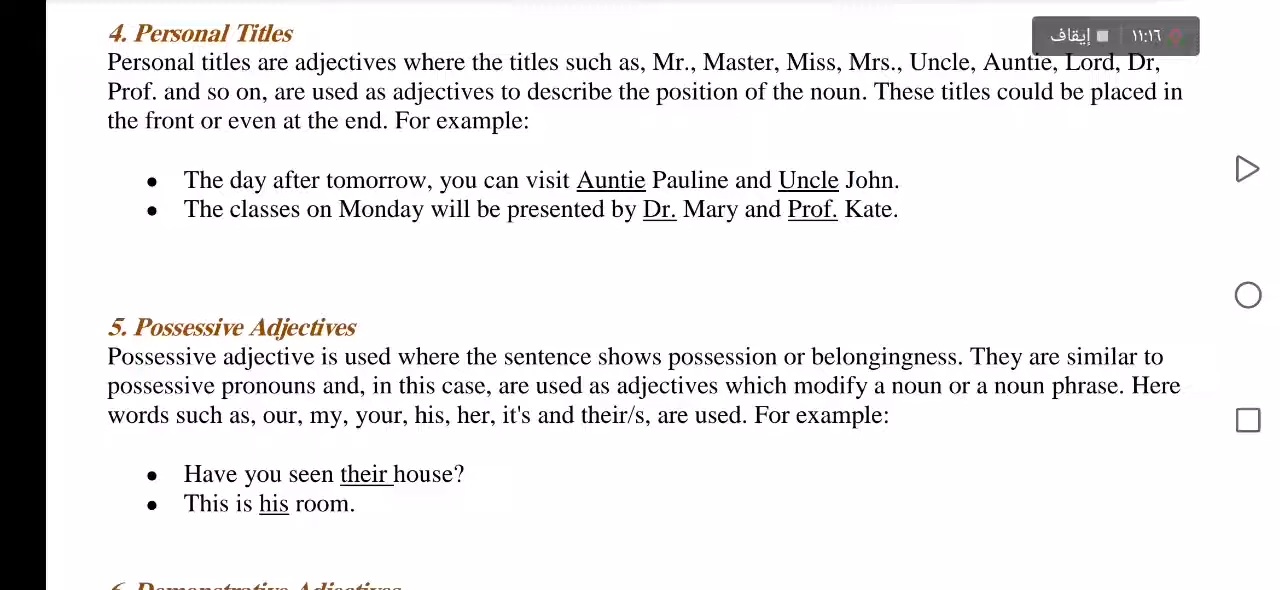 4. Personal Titles
إيقاف ١١:١٦
Personal titles are adjectives where the titles such as, Mr., Master, Miss, Mrs., Uncle, Auntie, Lord, Dr,
Prof. and so on, are used as adjectives to describe the position of the noun. These titles could be placed in
the front or even at the end. For example:
• The day after tomorrow, you can visit Auntie Pauline and Uncle John.
• The classes on Monday will be presented by Dr. Mary and Prof. Kate.
5. Possessive Adjectives
Possessive adjective is used where the sentence shows possession or belongingness. They are similar to
possessive pronouns and, in this case, are used as adjectives which modify a noun or a noun phrase. Here
words such as, our, my, your, his, her, it's and their/s, are used. For example:
• Have you seen their house?
• This is his room.
6. Demonstrative Adjectives